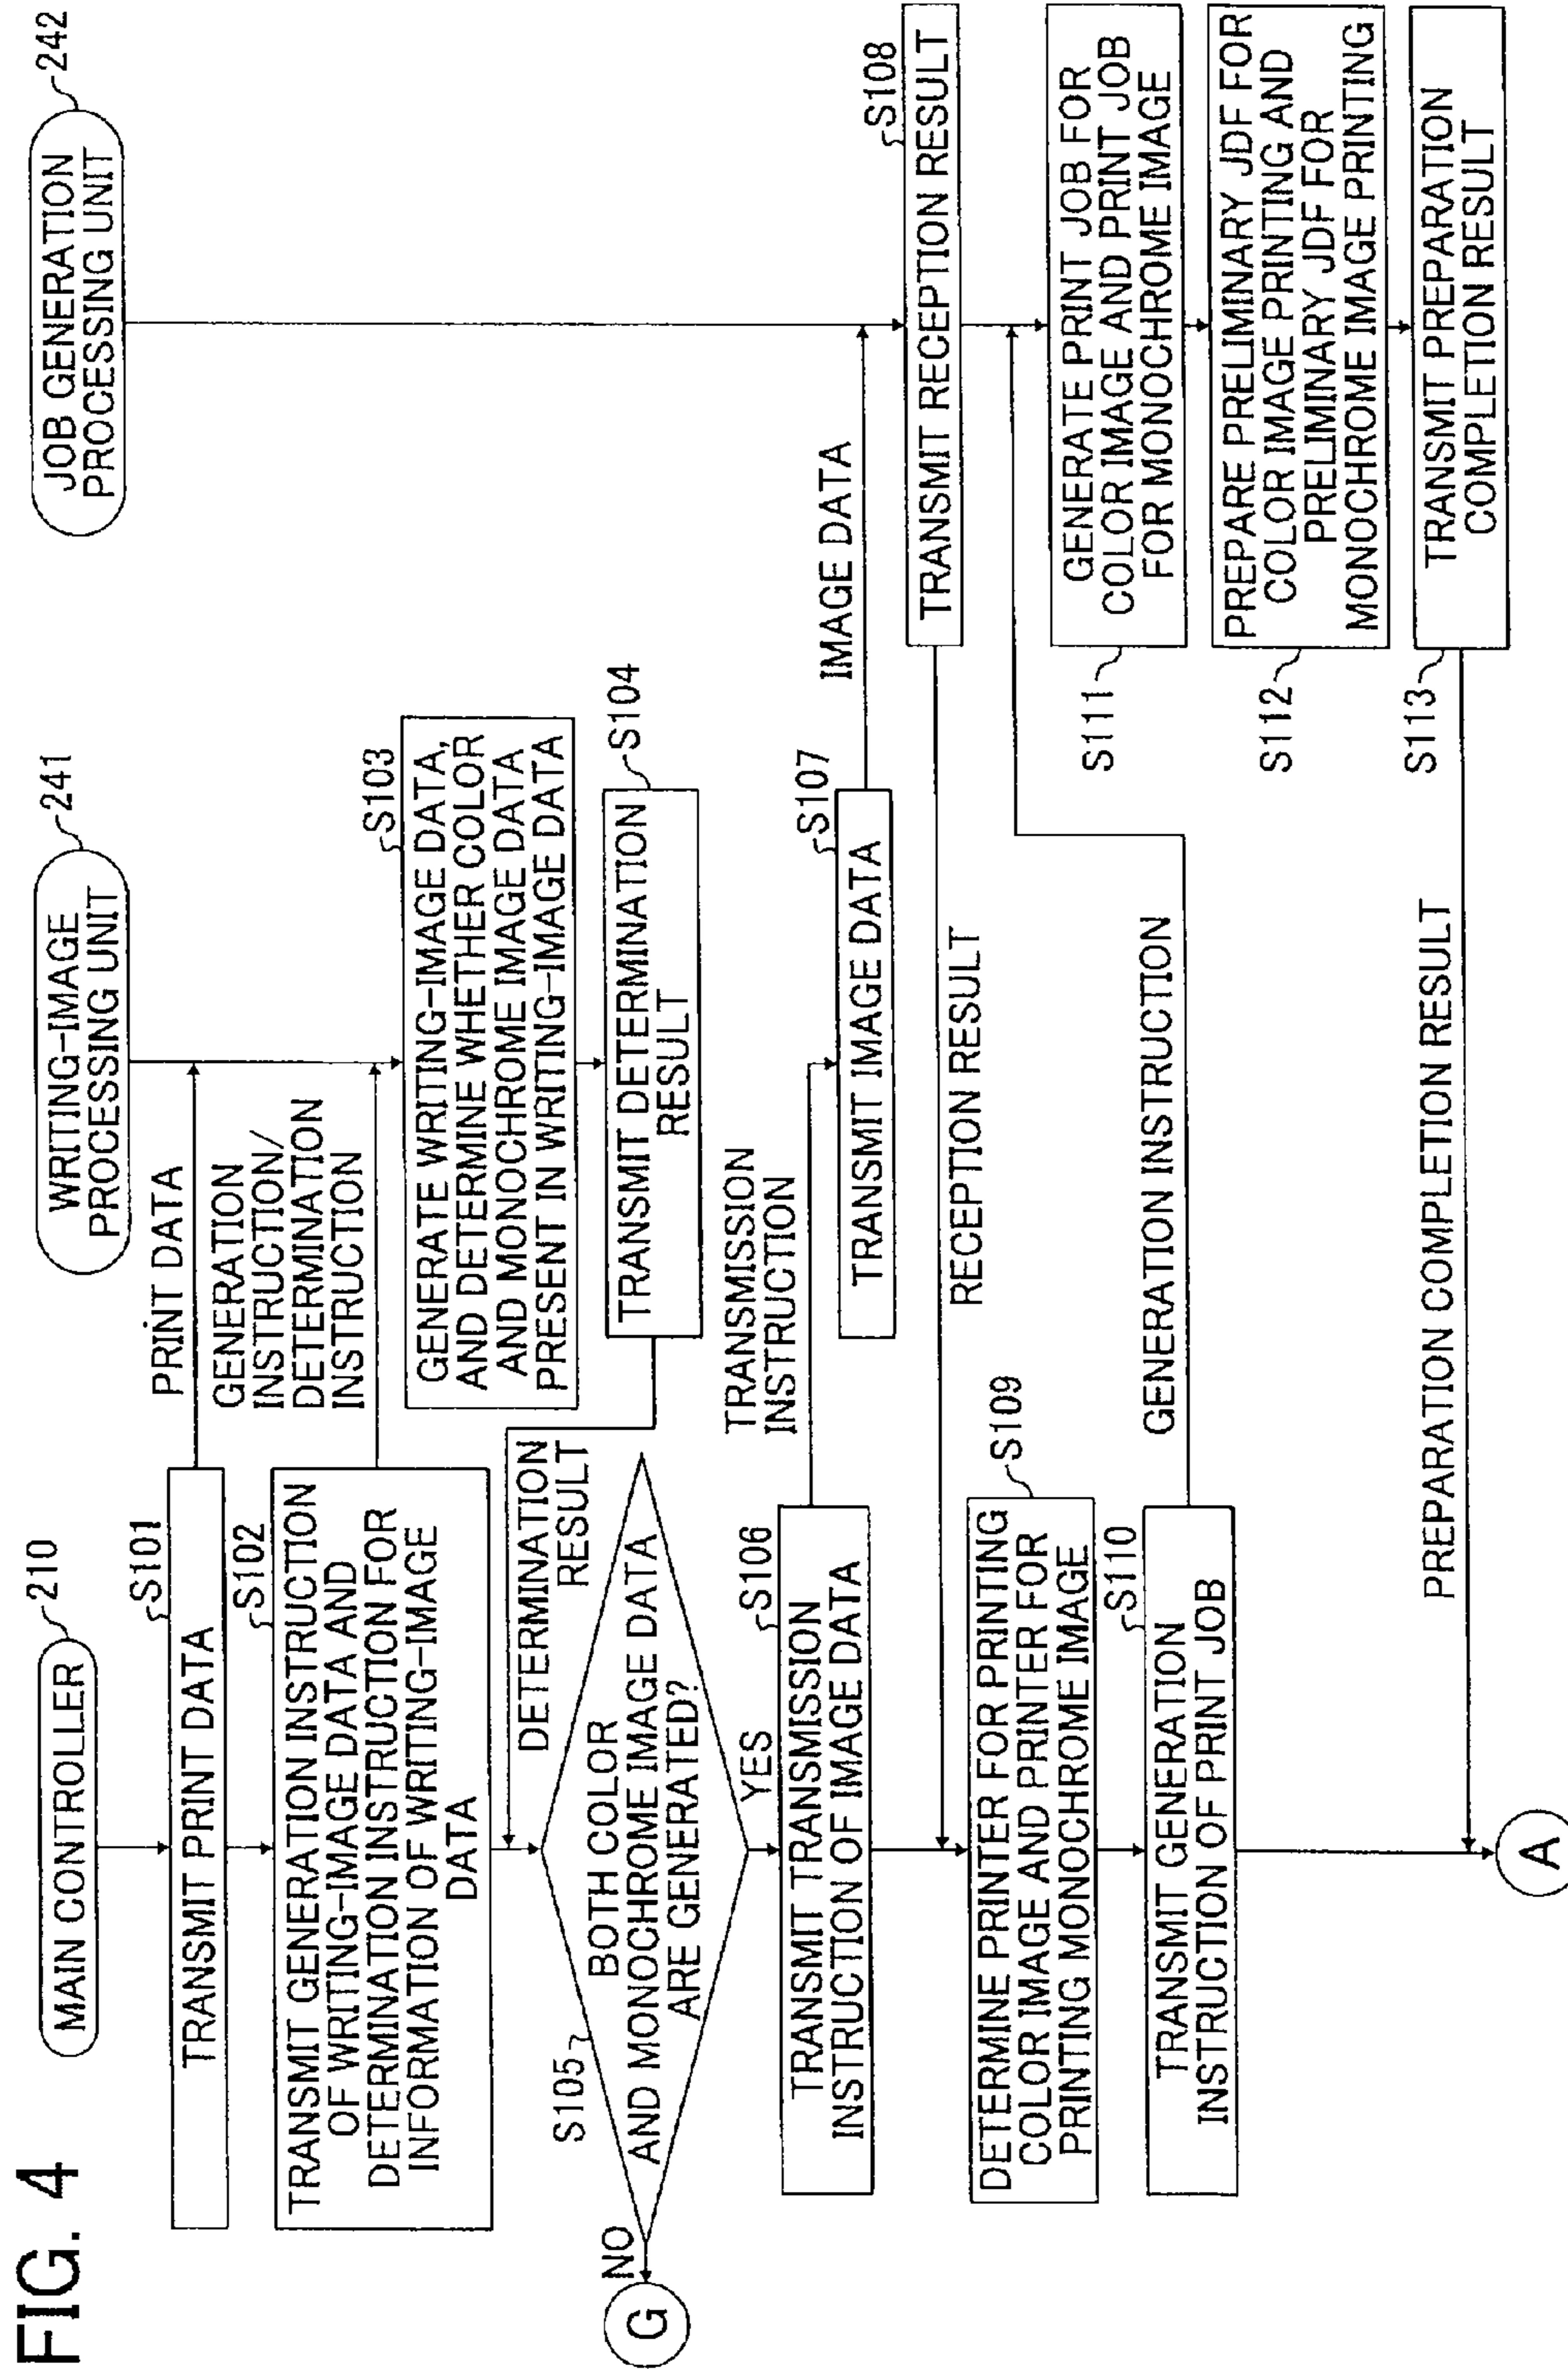 FIG. 4
MAIN CONTROLLER
210
WRITING-IMAGE
PROCESSING UNIT
241
JOB GENERATION
PROCESSING UNIT
242
S101
TRANSMIT PRINT DATA
PRINT DATA
S102
TRANSMIT GENERATION INSTRUCTION
OF WRITING-IMAGE DATA AND
DETERMINATION INSTRUCTION FOR
INFORMATION OF WRITING-IMAGE
DATA
GENERATION
INSTRUCTION/
DETERMINATION
INSTRUCTION
S103
GENERATE WRITING-IMAGE DATA,
AND DETERMINE WHETHER COLOR
AND MONOCHROME IMAGE DATA
PRESENT IN WRITING-IMAGE DATA
S104
TRANSMIT DETERMINATION
RESULT
DETERMINATION
RESULT
S105
BOTH COLOR
AND MONOCHROME IMAGE DATA
ARE GENERATED?
NO
G
YES
S106
TRANSMIT TRANSMISSION
INSTRUCTION OF IMAGE DATA
TRANSMISSION
INSTRUCTION
S107
TRANSMIT IMAGE DATA
IMAGE DATA
S108
TRANSMIT RECEPTION RESULT
RECEPTION RESULT
S109
DETERMINE PRINTER FOR PRINTING
COLOR IMAGE AND PRINTER FOR
PRINTING MONOCHROME IMAGE
S110
TRANSMIT GENERATION
INSTRUCTION OF PRINT JOB
GENERATION INSTRUCTION
S111
GENERATE PRINT JOB FOR
COLOR IMAGE AND PRINT JOB
FOR MONOCHROME IMAGE
S112
PREPARE PRELIMINARY JDF FOR
COLOR IMAGE PRINTING AND
PRELIMINARY JDF FOR
MONOCHROME IMAGE PRINTING
S113
TRANSMIT PREPARATION
COMPLETION RESULT
PREPARATION COMPLETION RESULT
A